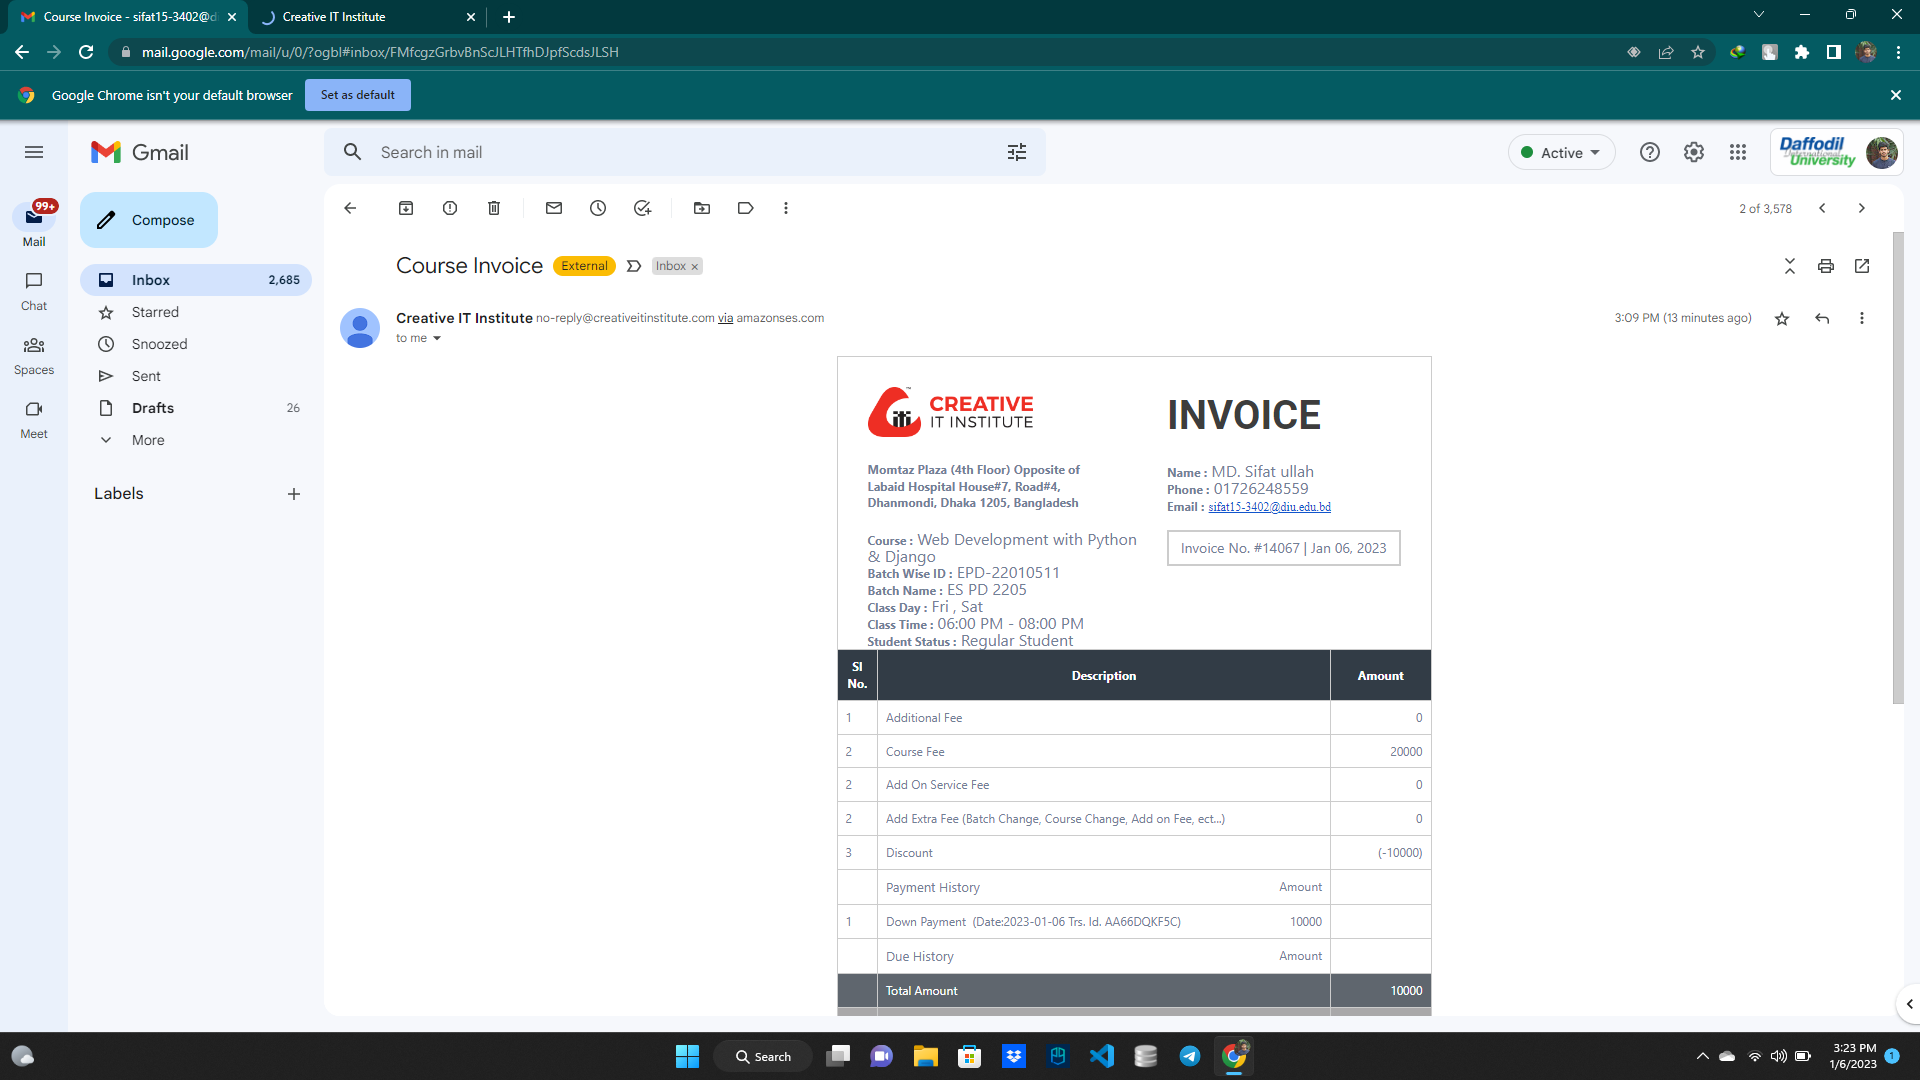 Course Invoice - sifat15-3402@d
Creative IT Institute
mail.google.com/mail/u/0/?ogbl#inbox/FMfcgzGrbvBnScJLHTfhDJpfScdsJLSH
Google Chrome isn't your default browser
Set as default
Gmail
Search in mail
Active
Daffodil
International
University
99+
Mail
Compose
2 of 3,578
Inbox 2,685
Course Invoice External Inbox ×
Chat
Starred
Creative IT Institute no-reply@creativeitinstitute.com via amazonses.com
3:09 PM (13 minutes ago)
to me
Snoozed
Spaces
Sent
Drafts 26
Meet
More
Labels
CREATIVE
IT INSTITUTE
™
INVOICE
Momtaz Plaza (4th Floor) Opposite of
Labaid Hospital House#7, Road#4,
Dhanmondi, Dhaka 1205, Bangladesh
Name : MD. Sifat ullah
Phone : 01726248559
Email : sifat15-3402@diu.edu.bd
Invoice No. #14067 | Jan 06, 2023
Course : Web Development with Python
& Django
Batch Wise ID : EPD-22010511
Batch Name : ES PD 2205
Class Day : Fri , Sat
Class Time : 06:00 PM - 08:00 PM
Student Status : Regular Student
Sl
No.
Description
Amount
1 Additional Fee 0
2 Course Fee 20000
2 Add On Service Fee 0
2 Add Extra Fee (Batch Change, Course Change, Add on Fee, ect...) 0
3 Discount (-10000)
Payment History Amount
1 Down Payment (Date:2023-01-06 Trs. Id. AA66DQKF5C) 10000
Due History Amount
Total Amount 10000
Search
3:23 PM
1/6/2023
1